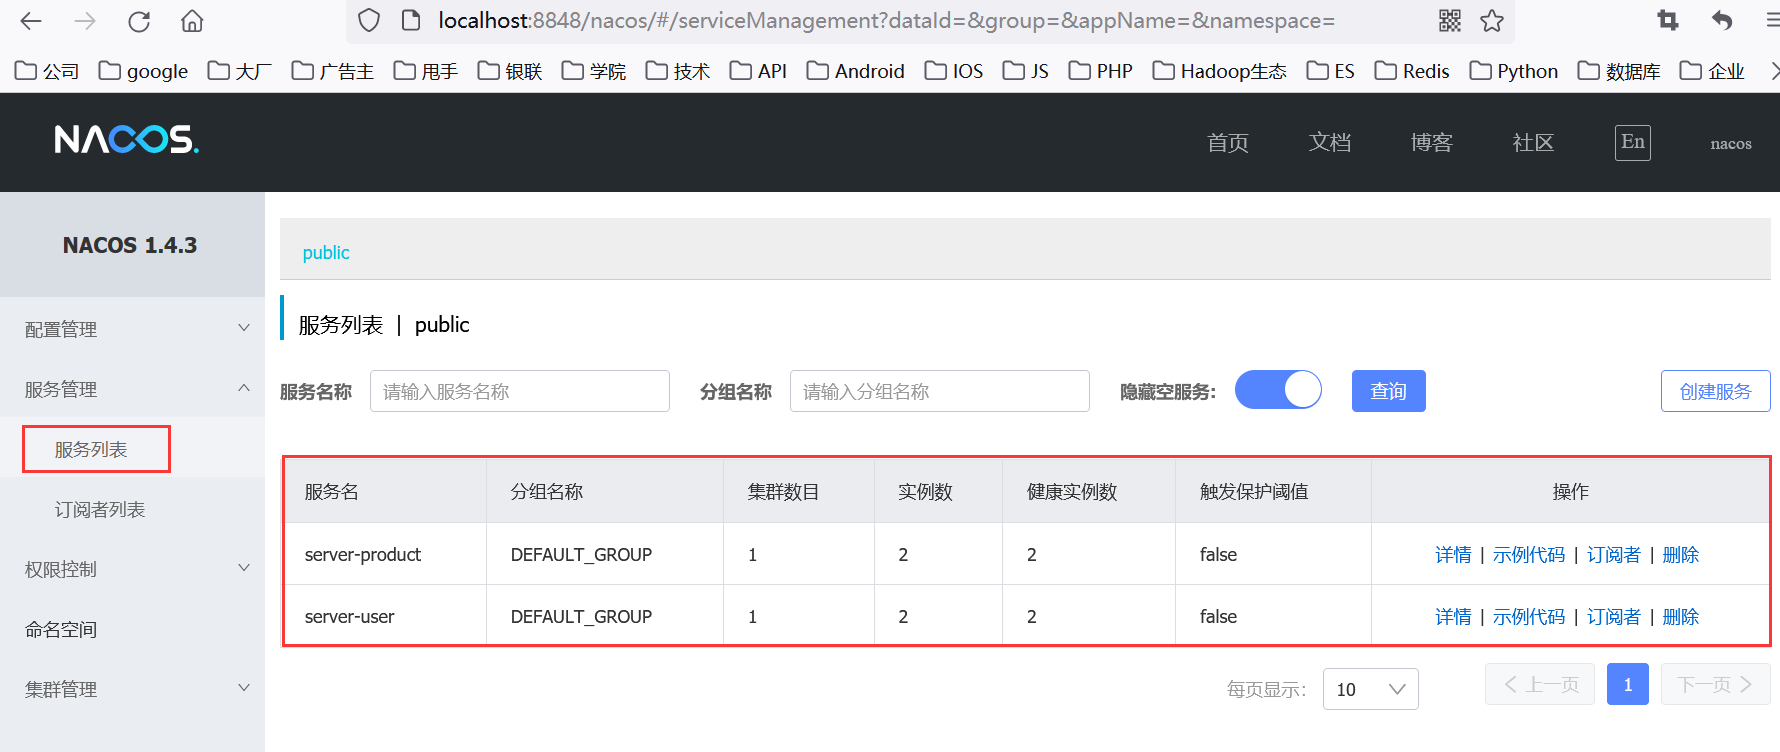 localhost:8848/nacos/#/serviceManagement?dataId=&group=&appName=&namespace=
公司 google 大厂 广告主 甩手 银联 学院 技术 API Android IOS JS PHP Hadoop生态 ES Redis Python 数据库 企业
NACOS.
首页 文档 博客 社区 En nacos
NACOS 1.4.3
配置管理
服务管理
服务列表
订阅者列表
权限控制
命名空间
集群管理
public
服务列表 | public
服务名称 请输入服务名称 分组名称 请输入分组名称 隐藏空服务: 查询 创建服务
服务名 分组名称 集群数目 实例数 健康实例数 触发保护阈值 操作
server-product DEFAULT_GROUP 1 2 2 false 详情 | 示例代码 | 订阅者 | 删除
server-user DEFAULT_GROUP 1 2 2 false 详情 | 示例代码 | 订阅者 | 删除
每页显示: 10 上一页 1 下一页